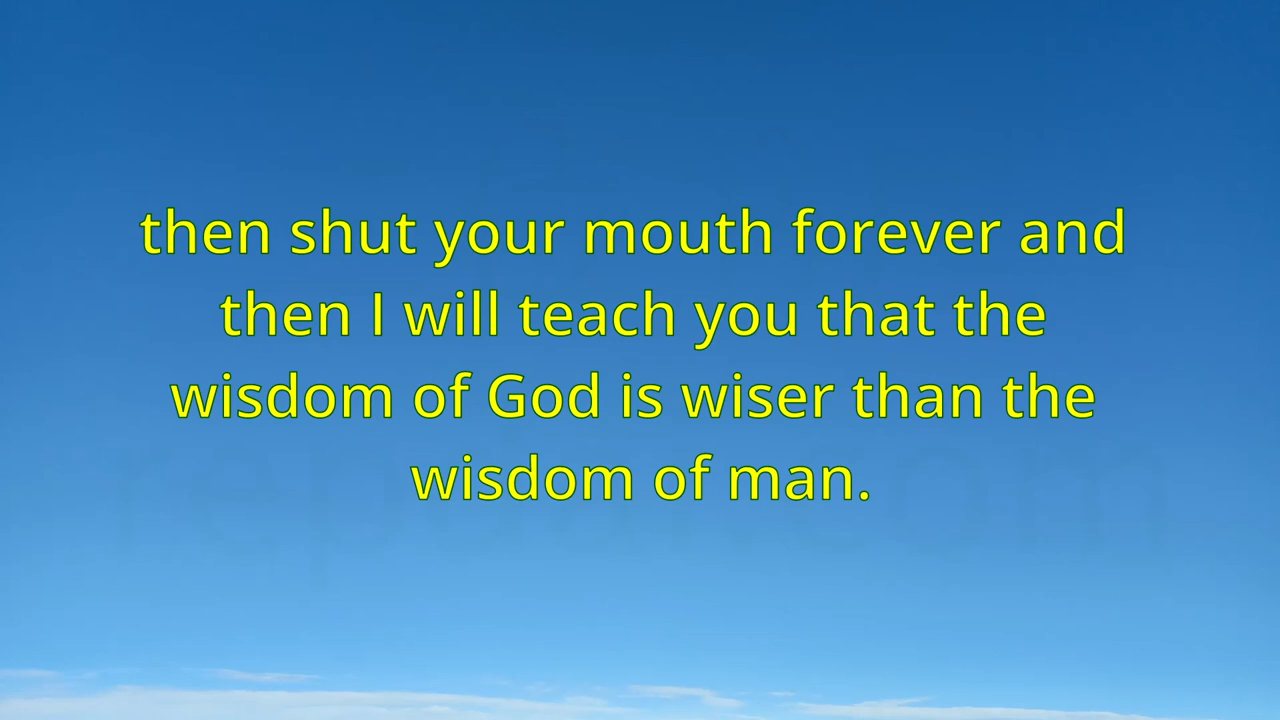 then shut your mouth forever and
then I will teach you that the
wisdom of God is wiser than the
wisdom of man.